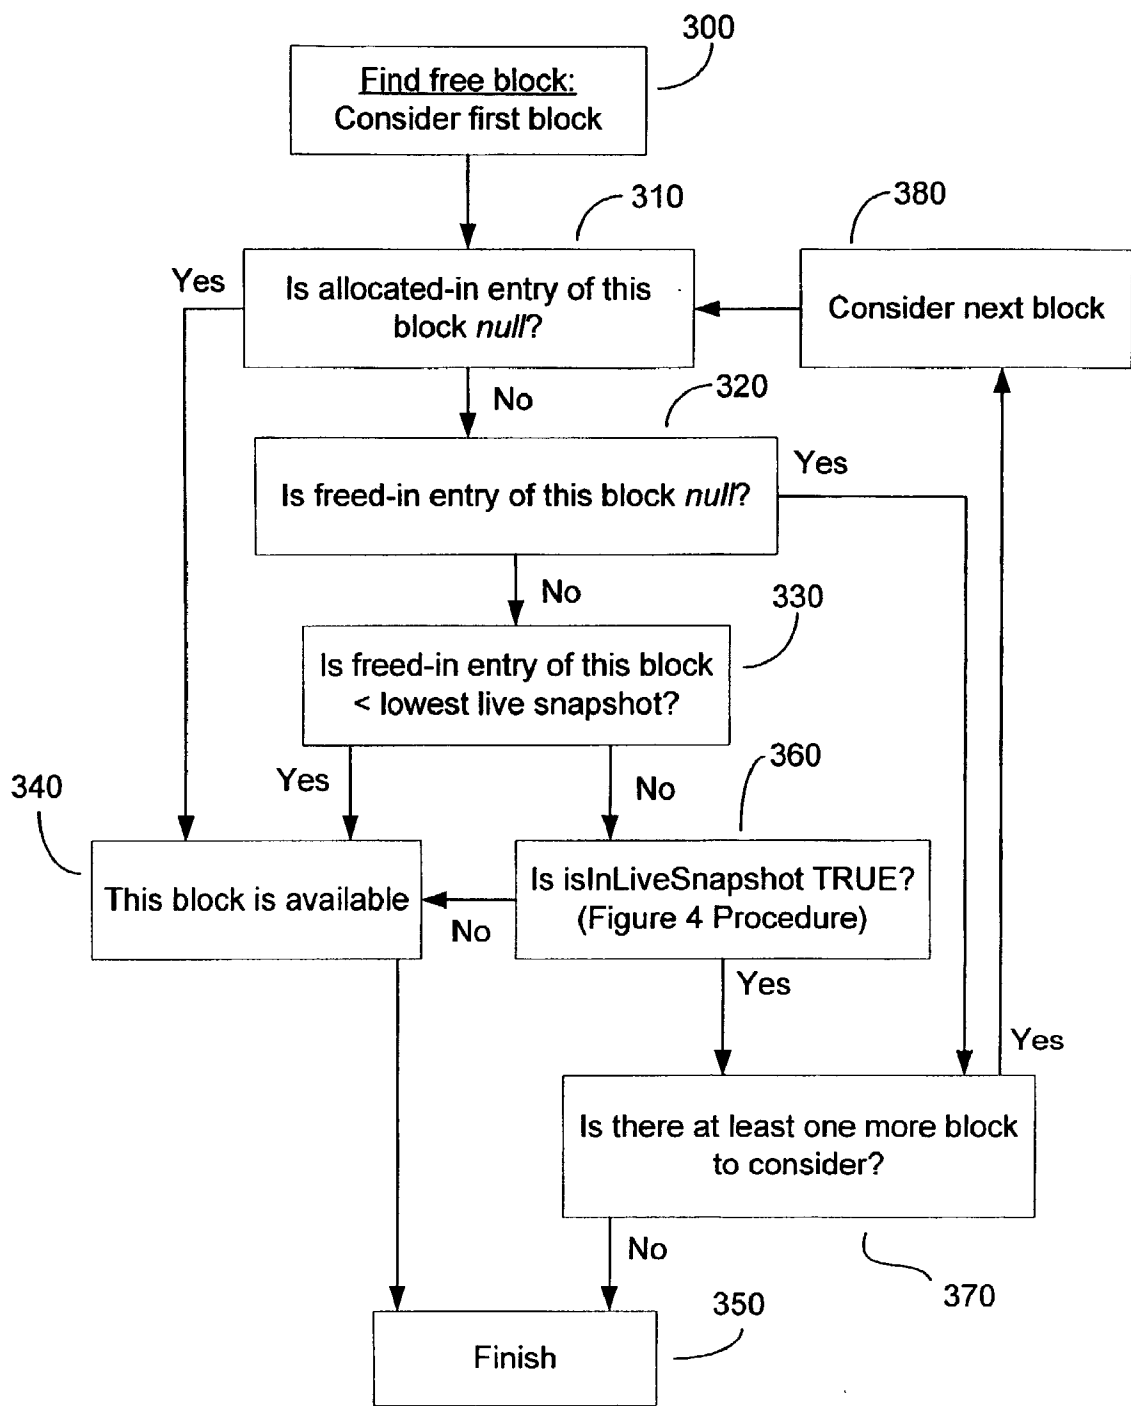 300
Find free block:
Consider first block
310
380
Yes
Is allocated-in entry of this
block null?
Consider next block
No
320
Yes
Is freed-in entry of this block null?
No
330
Is freed-in entry of this block
< lowest live snapshot?
340
Yes
No
360
This block is available
No
Is isInLiveSnapshot TRUE?
(Figure 4 Procedure)
Yes
Yes
Is there at least one more block
to consider?
No
370
350
Finish